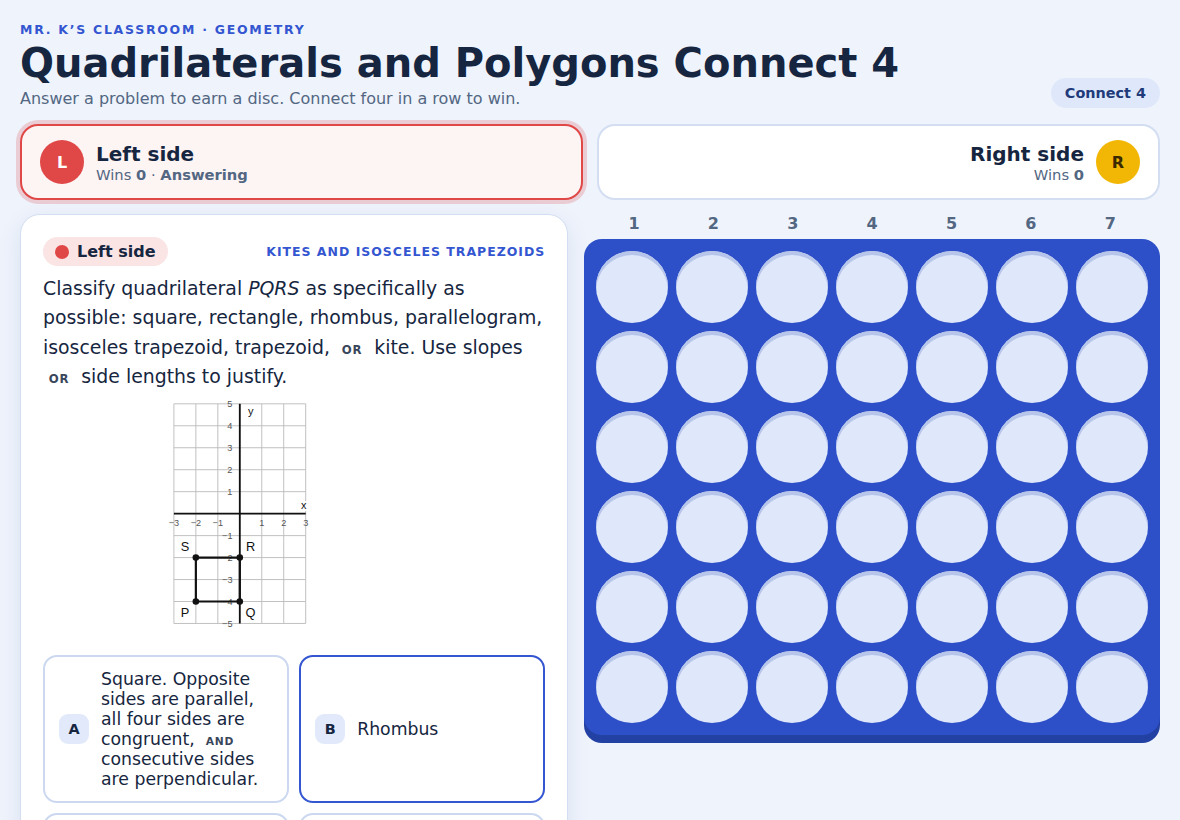 MR. K’S CLASSROOM · GEOMETRY
Quadrilaterals and Polygons Connect 4
Answer a problem to earn a disc. Connect four in a row to win.
Connect 4
L
Left side
Wins 0 · Answering
Right side
Wins 0
R
Left side
KITES AND ISOSCELES TRAPEZOIDS
Classify quadrilateral PQRS as specifically as
possible: square, rectangle, rhombus, parallelogram,
isosceles trapezoid, trapezoid, OR kite. Use slopes
OR side lengths to justify.
5
y
4
3
2
1
x
−3 −2 −1 1 2 3
−1
S R
−2
−3
−4
P Q
−5
A
Square. Opposite
sides are parallel,
all four sides are
congruent, AND
consecutive sides
are perpendicular.
B
Rhombus
1 2 3 4 5 6 7